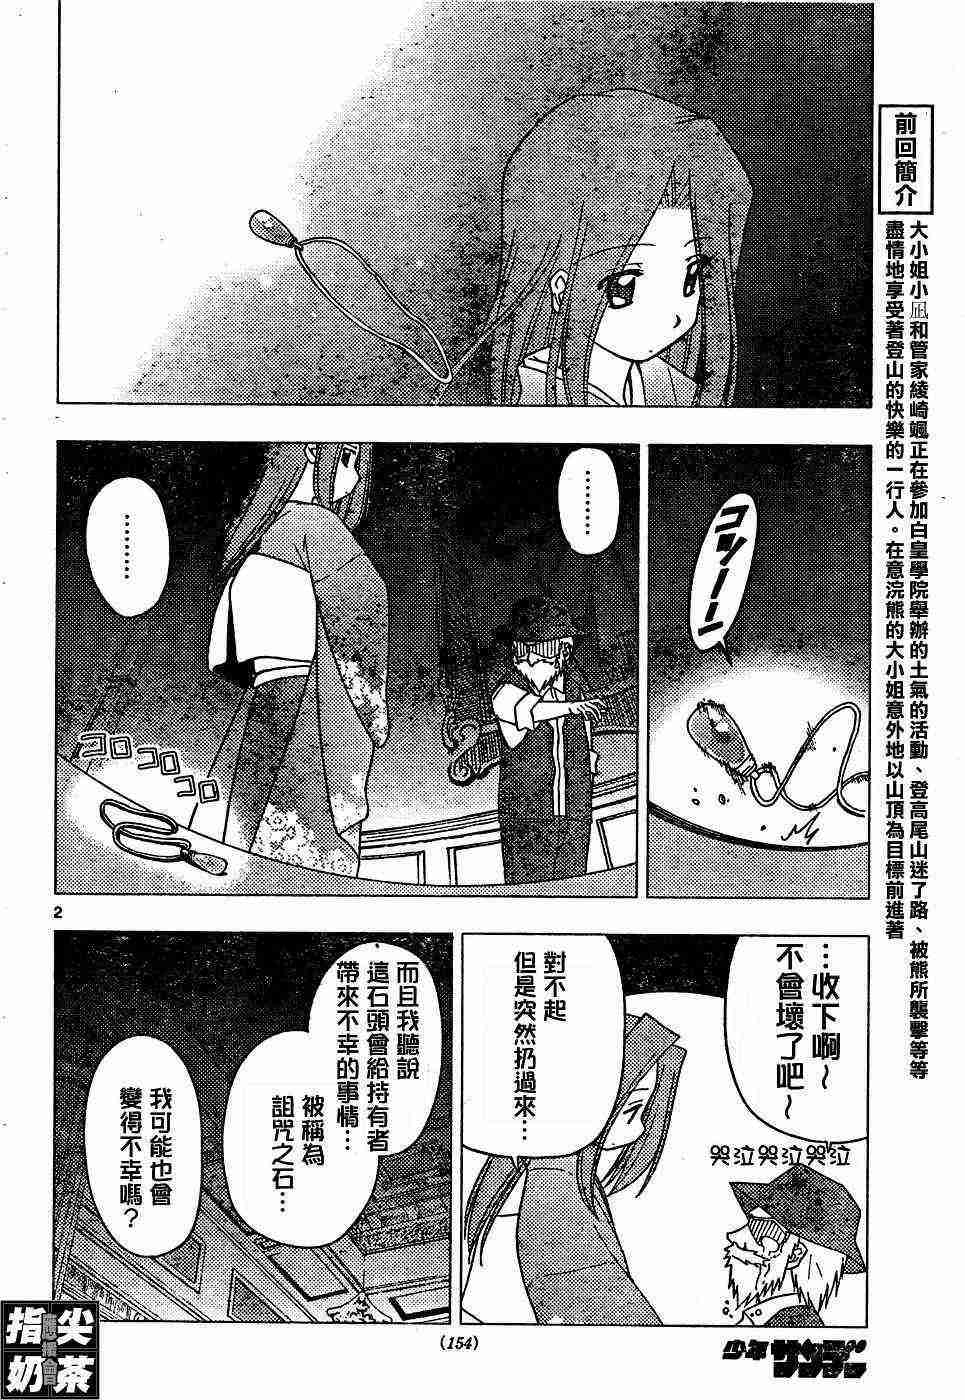 前回簡介
大小姐小凪和管家綾崎颯正在參加白皇學院舉辦的土氣的活動、登高尾山迷了路、被熊所襲擊等等
盡情地享受著登山的快樂的一行人。在意浣熊的大小姐意外地以山頂為目標前進著
コツーン
………
………
コロ
コロ
コロ
コロ
2
…收下啊～
不會壞了吧～
哭泣哭泣哭泣
對不起
但是突然扔過來…
而且我聽說
這石頭會給持有者
帶來不幸的事情…
被稱為
詛咒之石…
我可能也會
變得不幸嗎？
(154)
少年サンデー
指尖
奶茶
應援會